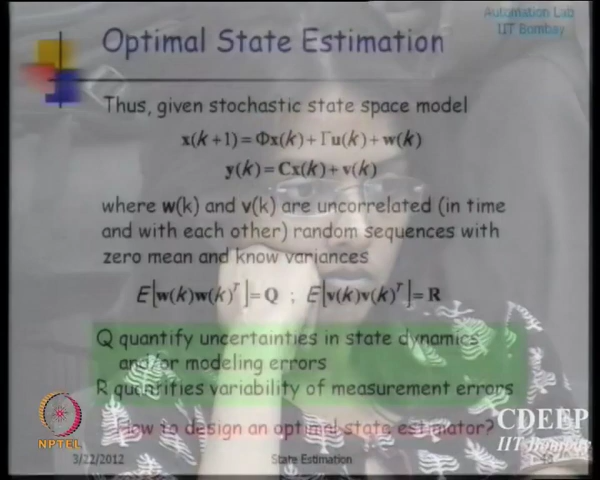 Automation Lab
IIT Bombay
Optimal State Estimation
Thus, given stochastic state space model
x(k+1)=Φx(k)+Γu(k)+w(k)
y(k)=Cx(k)+v(k)
where w(k) and v(k) are uncorrelated (in time
and with each other) random sequences with
zero mean and know variances
E[w(k)w(k)ᵀ]=Q ; E[v(k)v(k)ᵀ]=R
Q quantify uncertainties in state dynamics
and/or modeling errors
R quantifies variability of measurement errors
How to design an optimal state estimator?
NPTEL
CDEEP
IIT Bombay
3/22/2012
State Estimation